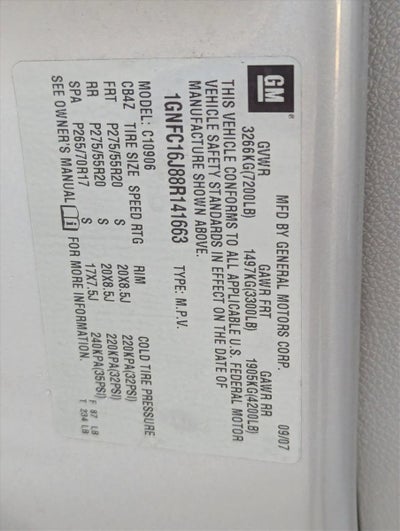 GM
MFD BY GENERAL MOTORS CORP. 09/07
GVWR GAWR FRT GAWR RR
3266KG(7200LB) 1497KG(3300LB) 1905KG(4200LB)
THIS VEHICLE CONFORMS TO ALL APPLICABLE U.S. FEDERAL MOTOR
VEHICLE SAFETY STANDARDS IN EFFECT ON THE DATE OF
MANUFACTURE SHOWN ABOVE.
1GNFC16J88R141663 TYPE: M.P.V.
MODEL: C10906
CB4Z TIRE SIZE SPEED RTG RIM COLD TIRE PRESSURE
FRT P275/55R20 S 20X8.5J 220KPA(32PSI)
RR P275/55R20 S 20X8.5J 220KPA(32PSI)
SPA P265/70R17 S 17X7.5J 240KPA(35PSI)
SEE OWNER'S MANUAL i FOR MORE INFORMATION.
F 87 LB
T 234 LB